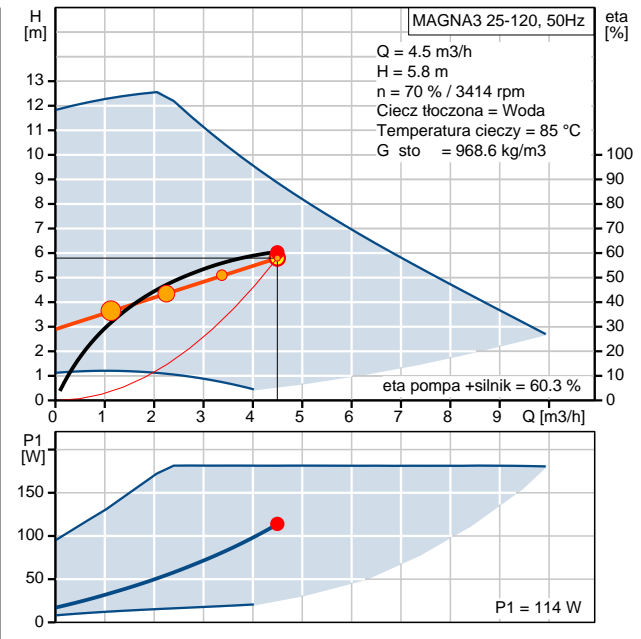 H
[m]
MAGNA3 25-120, 50Hz
eta
[%]
Q = 4.5 m3/h
H = 5.8 m
n = 70 % / 3414 rpm
Ciecz tłoczona = Woda
Temperatura cieczy = 85 °C
G sto = 968.6 kg/m3
13
12
11
10
9
8
7
6
5
4
3
2
1
0
100
90
80
70
60
50
40
30
20
10
0
eta pompa +silnik = 60.3 %
0 1 2 3 4 5 6 7 8 9 Q [m3/h]
P1
[W]
150
100
50
0
P1 = 114 W